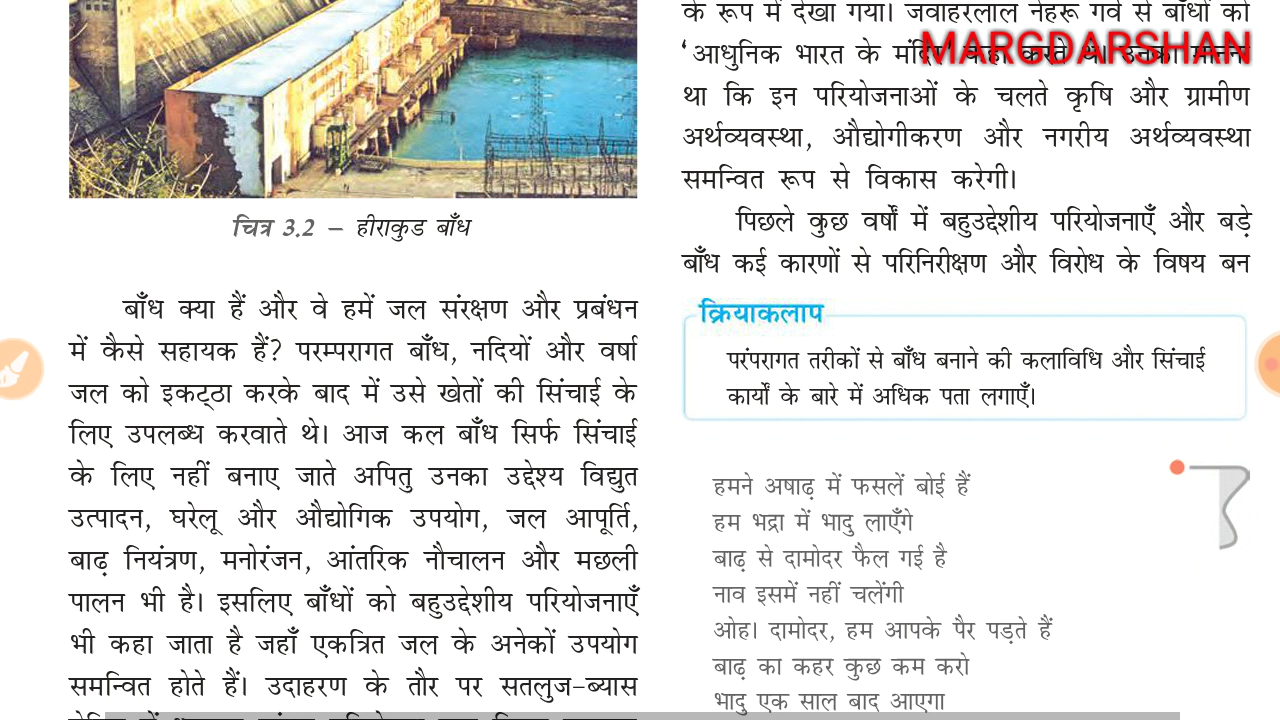 चित्र 3.2 – हीराकुड बाँध
बाँध क्या हैं और वे हमें जल संरक्षण और प्रबंधन
में कैसे सहायक हैं? परम्परागत बाँध, नदियों और वर्षा
जल को इकट्ठा करके बाद में उसे खेतों की सिंचाई के
लिए उपलब्ध करवाते थे। आज कल बाँध सिर्फ सिंचाई
के लिए नहीं बनाए जाते अपितु उनका उद्देश्य विद्युत
उत्पादन, घरेलू और औद्योगिक उपयोग, जल आपूर्ति,
बाढ़ नियंत्रण, मनोरंजन, आंतरिक नौचालन और मछली
पालन भी है। इसलिए बाँधों को बहुउद्देशीय परियोजनाएँ
भी कहा जाता है जहाँ एकत्रित जल के अनेकों उपयोग
समन्वित होते हैं। उदाहरण के तौर पर सतलुज-ब्यास
के रूप में देखा गया। जवाहरलाल नेहरू गर्व से बाँधों को
'आधुनिक भारत के
MARGDARSHAN
था कि इन परियोजनाओं के चलते कृषि और ग्रामीण
अर्थव्यवस्था, औद्योगीकरण और नगरीय अर्थव्यवस्था
समन्वित रूप से विकास करेगी।
पिछले कुछ वर्षों में बहुउद्देशीय परियोजनाएँ और बड़े
बाँध कई कारणों से परिनिरीक्षण और विरोध के विषय बन
क्रियाकलाप
परंपरागत तरीकों से बाँध बनाने की कलाविधि और सिंचाई
कार्यों के बारे में अधिक पता लगाएँ।
हमने अषाढ़ में फसलें बोई हैं
हम भद्रा में भादु लाएँगे
बाढ़ से दामोदर फैल गई है
नाव इसमें नहीं चलेंगी
ओह। दामोदर, हम आपके पैर पड़ते हैं
बाढ़ का कहर कुछ कम करो
भादु एक साल बाद आएगा